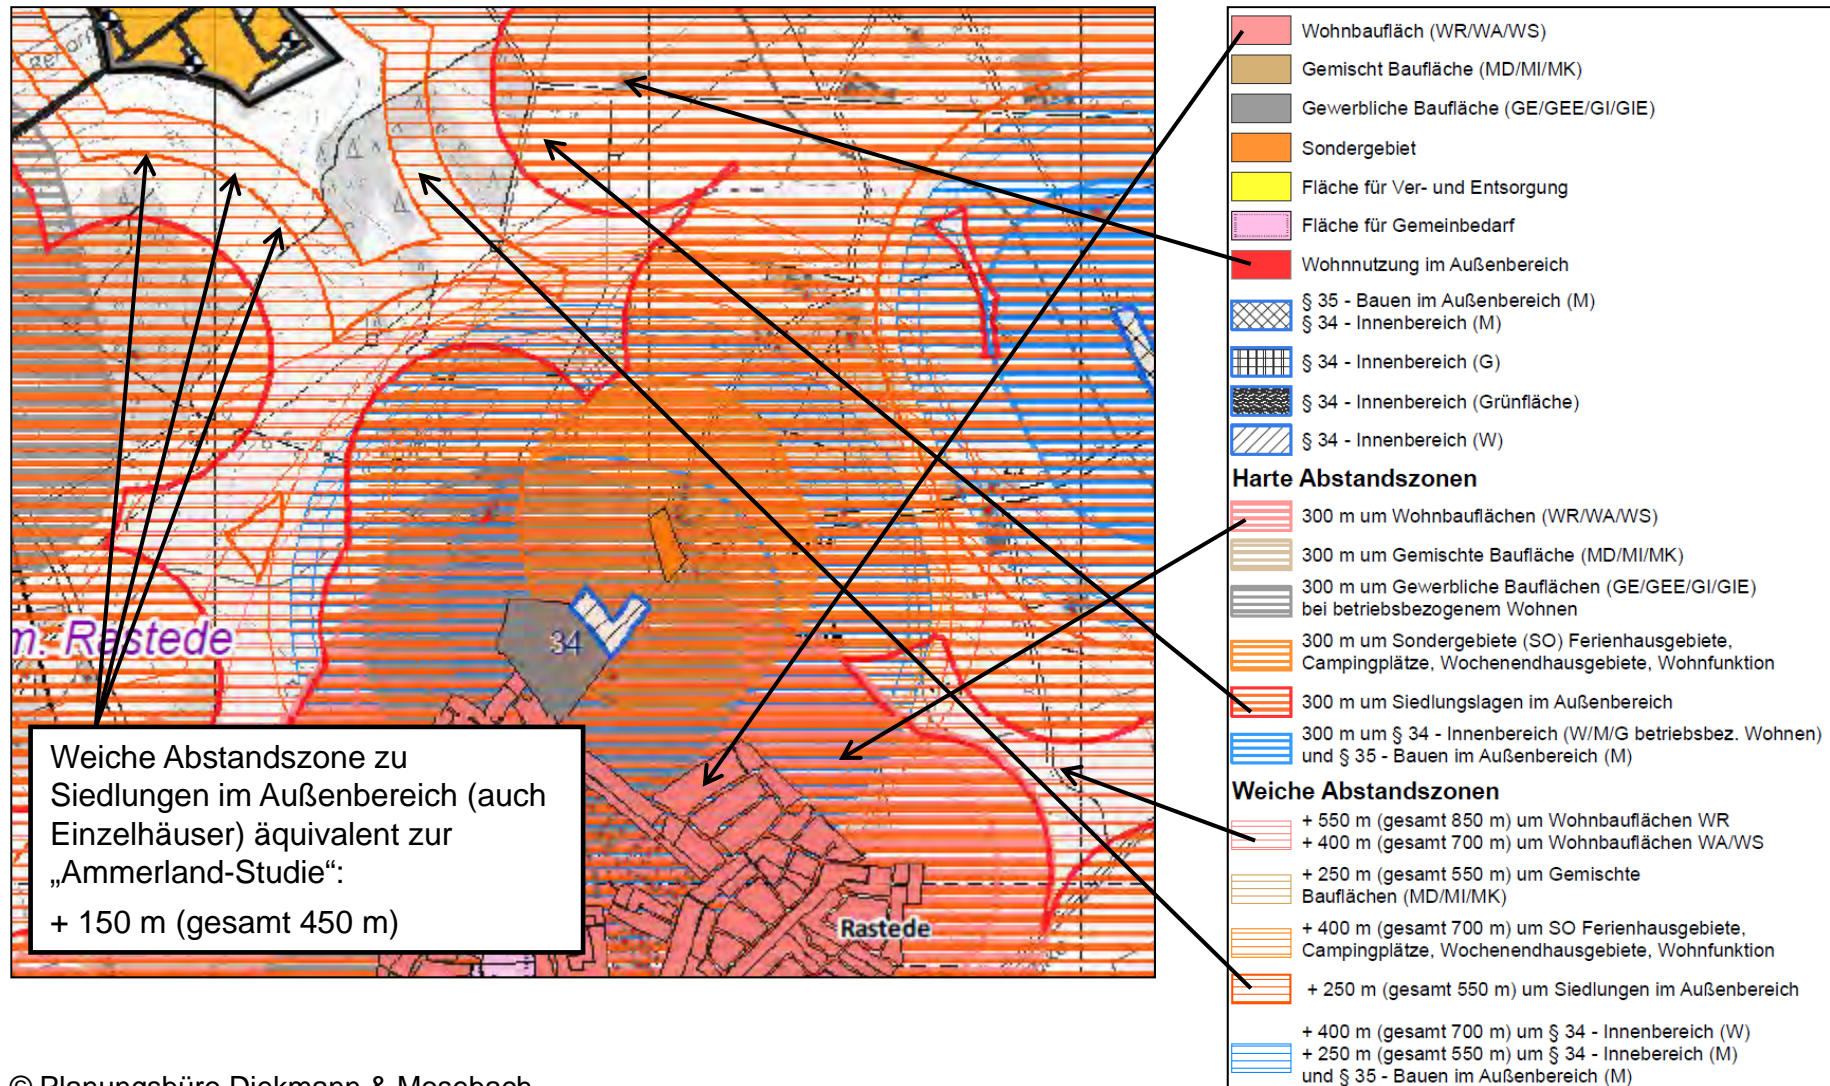 m. Rastede
34
Rastede
Weiche Abstandszone zu
Siedlungen im Außenbereich (auch
Einzelhäuser) äquivalent zur
„Ammerland-Studie“:
+ 150 m (gesamt 450 m)
Wohnbaufläch (WR/WA/WS)
Gemischt Baufläche (MD/MI/MK)
Gewerbliche Baufläche (GE/GEE/GI/GIE)
Sondergebiet
Fläche für Ver- und Entsorgung
Fläche für Gemeinbedarf
Wohnnutzung im Außenbereich
§ 35 - Bauen im Außenbereich (M)
§ 34 - Innenbereich (M)
§ 34 - Innenbereich (G)
§ 34 - Innenbereich (Grünfläche)
§ 34 - Innenbereich (W)
Harte Abstandszonen
300 m um Wohnbauflächen (WR/WA/WS)
300 m um Gemischte Baufläche (MD/MI/MK)
300 m um Gewerbliche Bauflächen (GE/GEE/GI/GIE)
bei betriebsbezogenem Wohnen
300 m um Sondergebiete (SO) Ferienhausgebiete,
Campingplätze, Wochenendhausgebiete, Wohnfunktion
300 m um Siedlungslagen im Außenbereich
300 m um § 34 - Innenbereich (W/M/G betriebsbez. Wohnen)
und § 35 - Bauen im Außenbereich (M)
Weiche Abstandszonen
+ 550 m (gesamt 850 m) um Wohnbauflächen WR
+ 400 m (gesamt 700 m) um Wohnbauflächen WA/WS
+ 250 m (gesamt 550 m) um Gemischte
Bauflächen (MD/MI/MK)
+ 400 m (gesamt 700 m) um SO Ferienhausgebiete,
Campingplätze, Wochenendhausgebiete, Wohnfunktion
+ 250 m (gesamt 550 m) um Siedlungen im Außenbereich
+ 400 m (gesamt 700 m) um § 34 - Innenbereich (W)
+ 250 m (gesamt 550 m) um § 34 - Innebereich (M)
und § 35 - Bauen im Außenbereich (M)
© Planungsbüro Diekmann & Mosebach